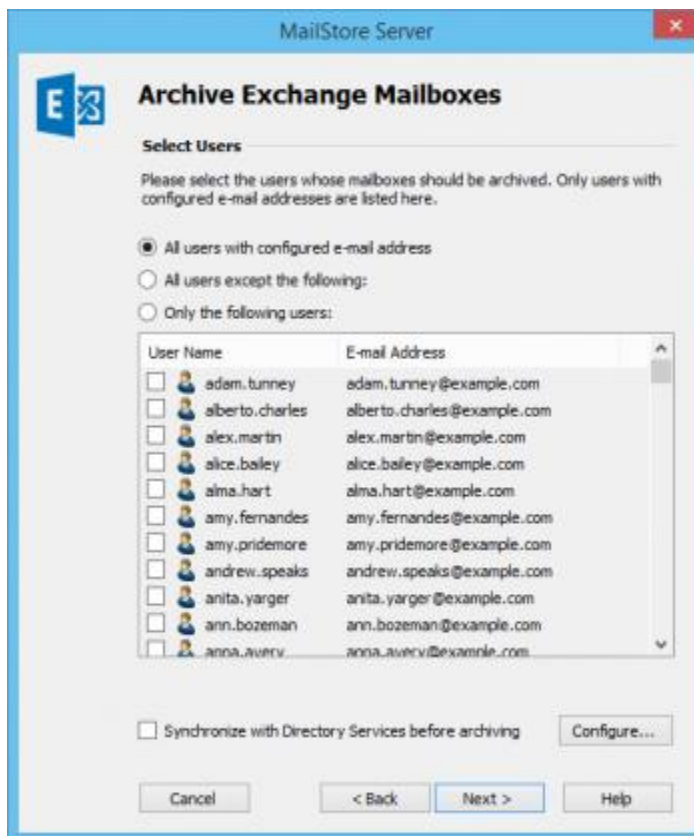 MailStore Server
E
Archive Exchange Mailboxes
Select Users
Please select the users whose mailboxes should be archived. Only users with
configured e-mail addresses are listed here.
All users with configured e-mail address
All users except the following:
Only the following users:
User Name E-mail Address
adam.tunney adam.tunney@example.com
alberto.charles alberto.charles@example.com
alex.martin alex.martin@example.com
alice.bailey alice.bailey@example.com
alma.hart alma.hart@example.com
amy.fernandes amy.fernandes@example.com
amy.pridemore amy.pridemore@example.com
andrew.speaks andrew.speaks@example.com
anita.yarger anita.yarger@example.com
ann.bozeman ann.bozeman@example.com
anna.avery anna.avery@example.com
Synchronize with Directory Services before archiving Configure...
Cancel < Back Next > Help